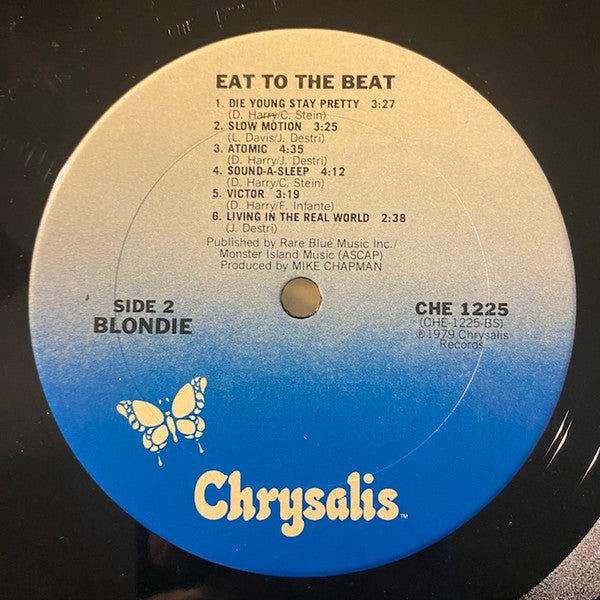 EAT TO THE BEAT
1. DIE YOUNG STAY PRETTY 3:27
(D. Harry/C. Stein)
2. SLOW MOTION 3:25
(L. Davis/J. Destri)
3. ATOMIC 4:35
(D. Harry/J. Destri)
4. SOUND-A-SLEEP 4:12
(D. Harry/C. Stein)
5. VICTOR 3:19
(D. Harry/F. Infante)
6. LIVING IN THE REAL WORLD 2:38
(J. Destri)
Published by Rare Blue Music Inc./
Monster Island Music (ASCAP)
Produced by MIKE CHAPMAN
SIDE 2
BLONDIE
CHE 1225
(CHE-1225-BS)
℗1979 Chrysalis
Records
Chrysalis™